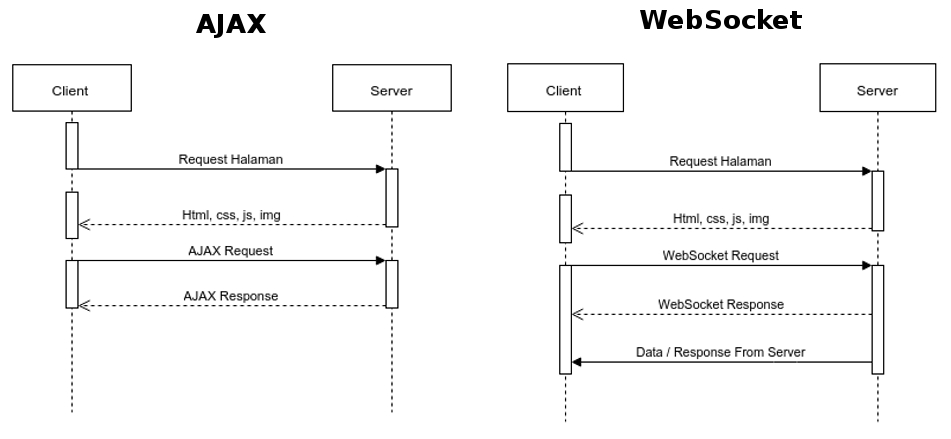 AJAX
Client
Server
Request Halaman
Html, css, js, img
AJAX Request
AJAX Response
WebSocket
Client
Server
Request Halaman
Html, css, js, img
WebSocket Request
WebSocket Response
Data / Response From Server